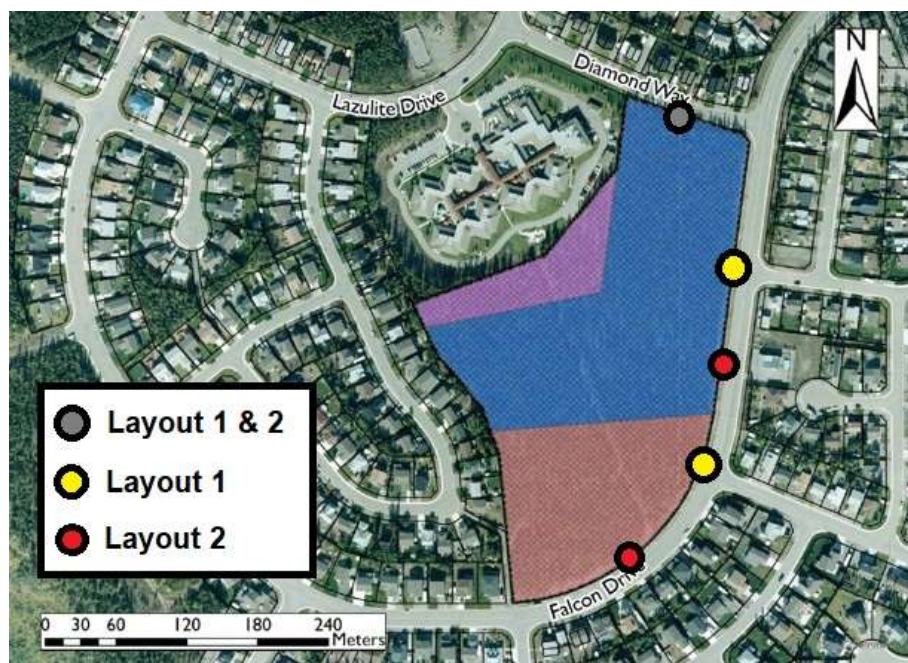 Diamond Way
Lazulite Drive
N
Layout 1 & 2
Layout 1
Layout 2
Falcon Drive
0 30 60 120 180 240
Meters